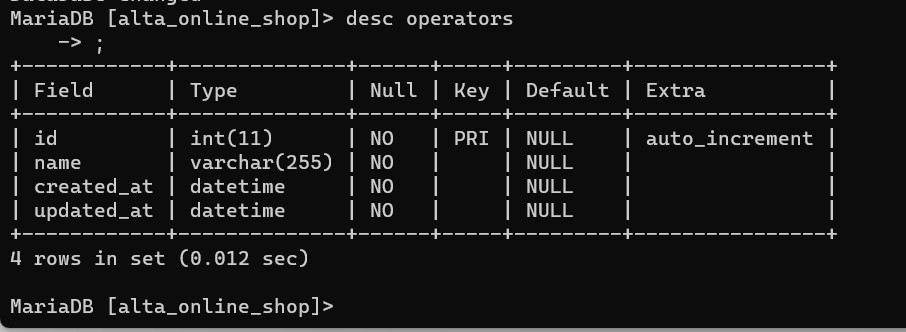 MariaDB [alta_online_shop]> desc operators
    -> ;
+------------+--------------+------+-----+---------+----------------+
| Field      | Type         | Null | Key | Default | Extra          |
+------------+--------------+------+-----+---------+----------------+
| id         | int(11)      | NO   | PRI | NULL    | auto_increment |
| name       | varchar(255) | NO   |     | NULL    |                |
| created_at | datetime     | NO   |     | NULL    |                |
| updated_at | datetime     | NO   |     | NULL    |                |
+------------+--------------+------+-----+---------+----------------+
4 rows in set (0.012 sec)
MariaDB [alta_online_shop]>